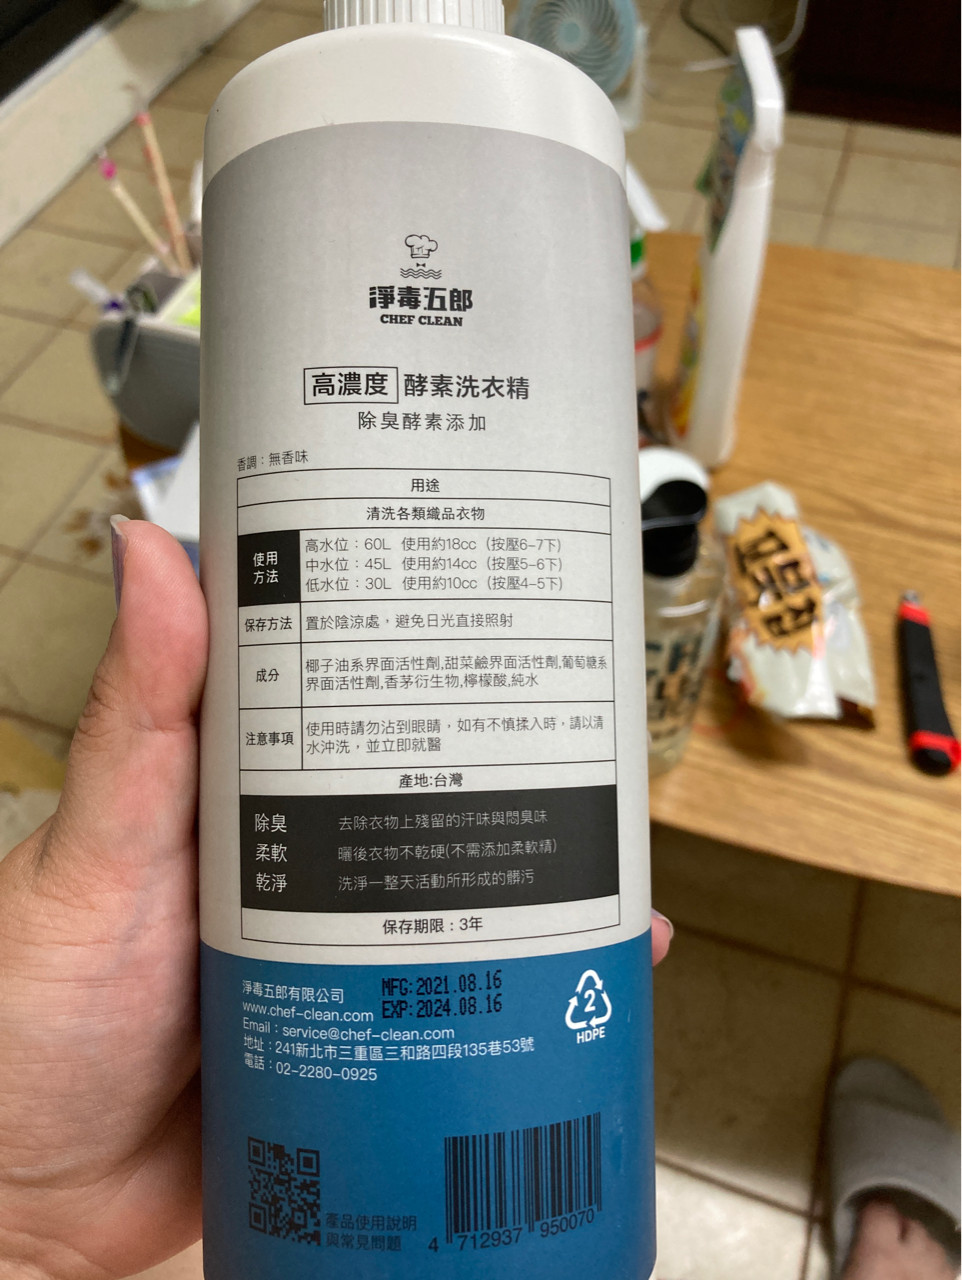 淨毒五郎
CHEF CLEAN
高濃度 酵素洗衣精
除臭酵素添加
香調：無香味
用途
清洗各類織品衣物
使用方法
高水位：60L 使用約18cc（按壓6-7下)
中水位：45L 使用約14cc（按壓5-6下)
低水位：30L 使用約10cc（按壓4-5下)
保存方法 置於陰涼處，避免日光直接照射
成分
椰子油系界面活性劑,甜菜鹼界面活性劑,葡萄糖系
界面活性劑,香茅衍生物,檸檬酸,純水
注意事項
使用時請勿沾到眼睛，如有不慎揉入時，請以清
水沖洗，並立即就醫
產地:台灣
除臭 去除衣物上殘留的汗味與悶臭味
柔軟 曬後衣物不乾硬(不需添加柔軟精)
乾淨 洗淨一整天活動所形成的髒污
保存期限：3年
淨毒五郎有限公司 MFG:2021.08.16
www.chef-clean.com EXP:2024.08.16
Email：service@chef-clean.com
地址：241新北市三重區三和路四段135巷53號
電話：02-2280-0925
2
HDPE
產品使用說明
與常見問題
4 712937 950070